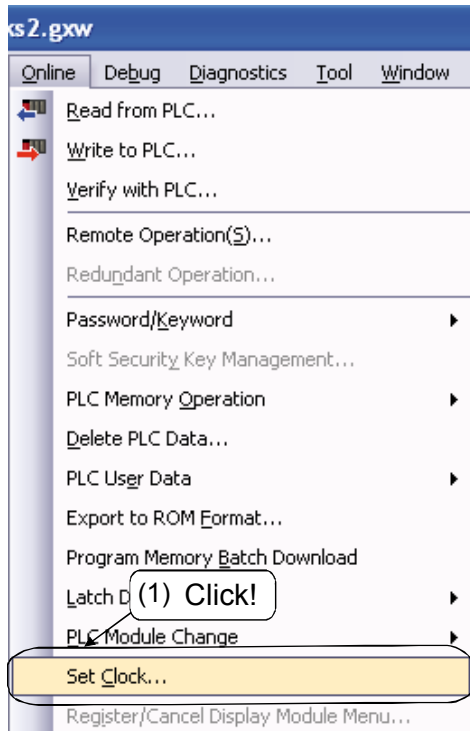 ks2.gxw
Online Debug Diagnostics Tool Window
Read from PLC...
Write to PLC...
Verify with PLC...
Remote Operation(S)...
Redundant Operation...
Password/Keyword
Soft Security Key Management...
PLC Memory Operation
Delete PLC Data...
PLC User Data
Export to ROM Format...
Program Memory Batch Download
Latch D
(1) Click!
PLC Module Change
Set Clock...
Register/Cancel Display Module Menu...